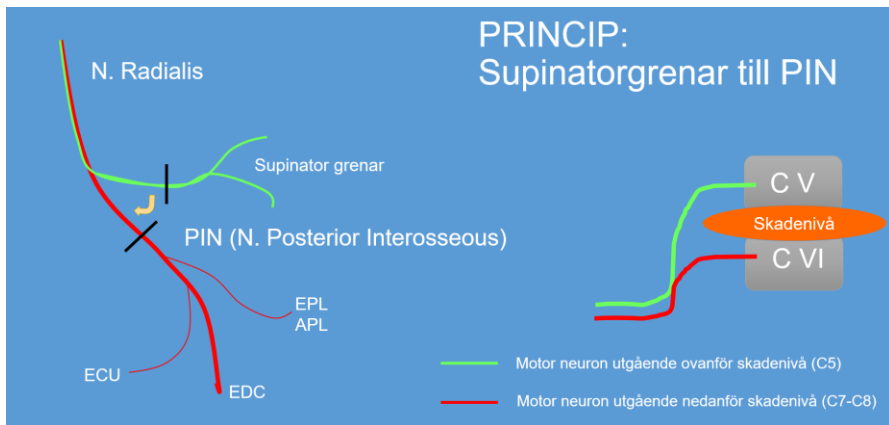 PRINCIP:
Supinatorgrenar till PIN
N. Radialis
Supinator grenar
PIN (N. Posterior Interosseous)
EPL
APL
ECU
EDC
C V
Skadenivå
C VI
Motor neuron utgående ovanför skadenivå (C5)
Motor neuron utgående nedanför skadenivå (C7-C8)